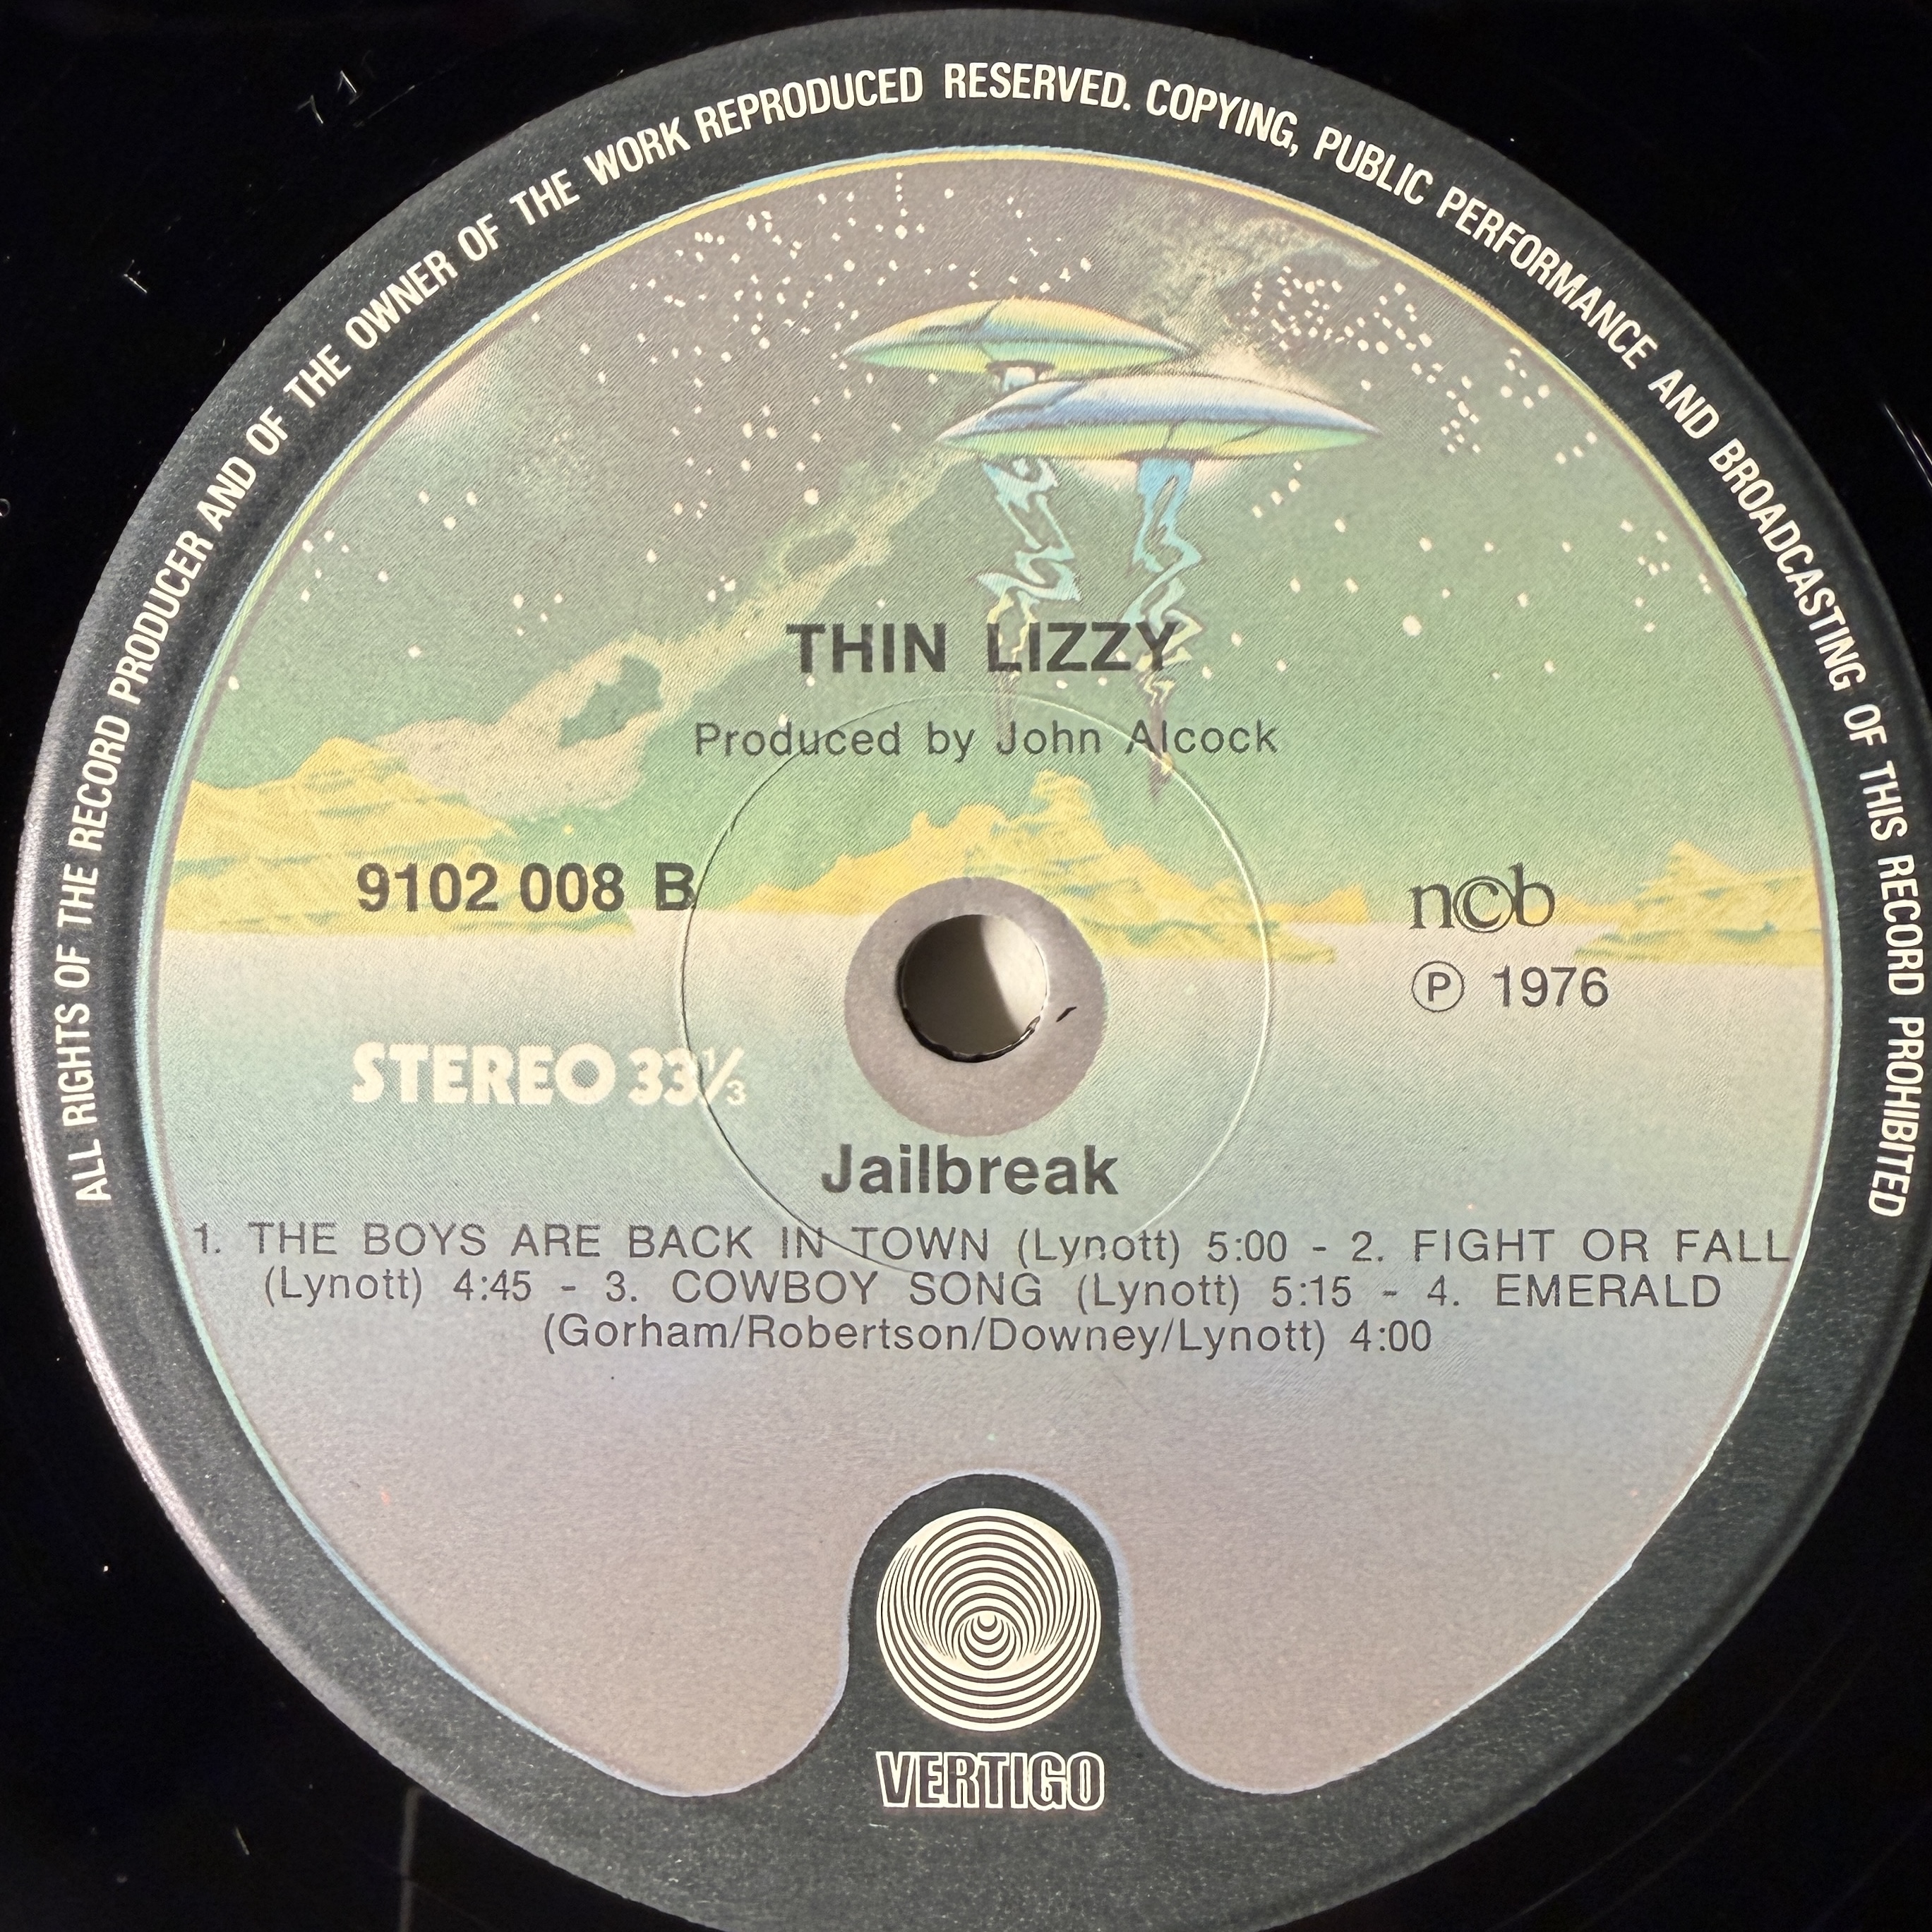 ALL RIGHTS OF THE RECORD PRODUCER AND OF THE OWNER OF THE WORK REPRODUCED RESERVED. COPYING, PUBLIC PERFORMANCE AND BROADCASTING OF THIS RECORD PROHIBITED
THIN LIZZY
Produced by John Alcock
9102 008 B
ncb
Ⓟ 1976
STEREO 33⅓
Jailbreak
1. THE BOYS ARE BACK IN TOWN (Lynott) 5:00 - 2. FIGHT OR FALL
(Lynott) 4:45 - 3. COWBOY SONG (Lynott) 5:15 - 4. EMERALD
(Gorham/Robertson/Downey/Lynott) 4:00
VERTIGO